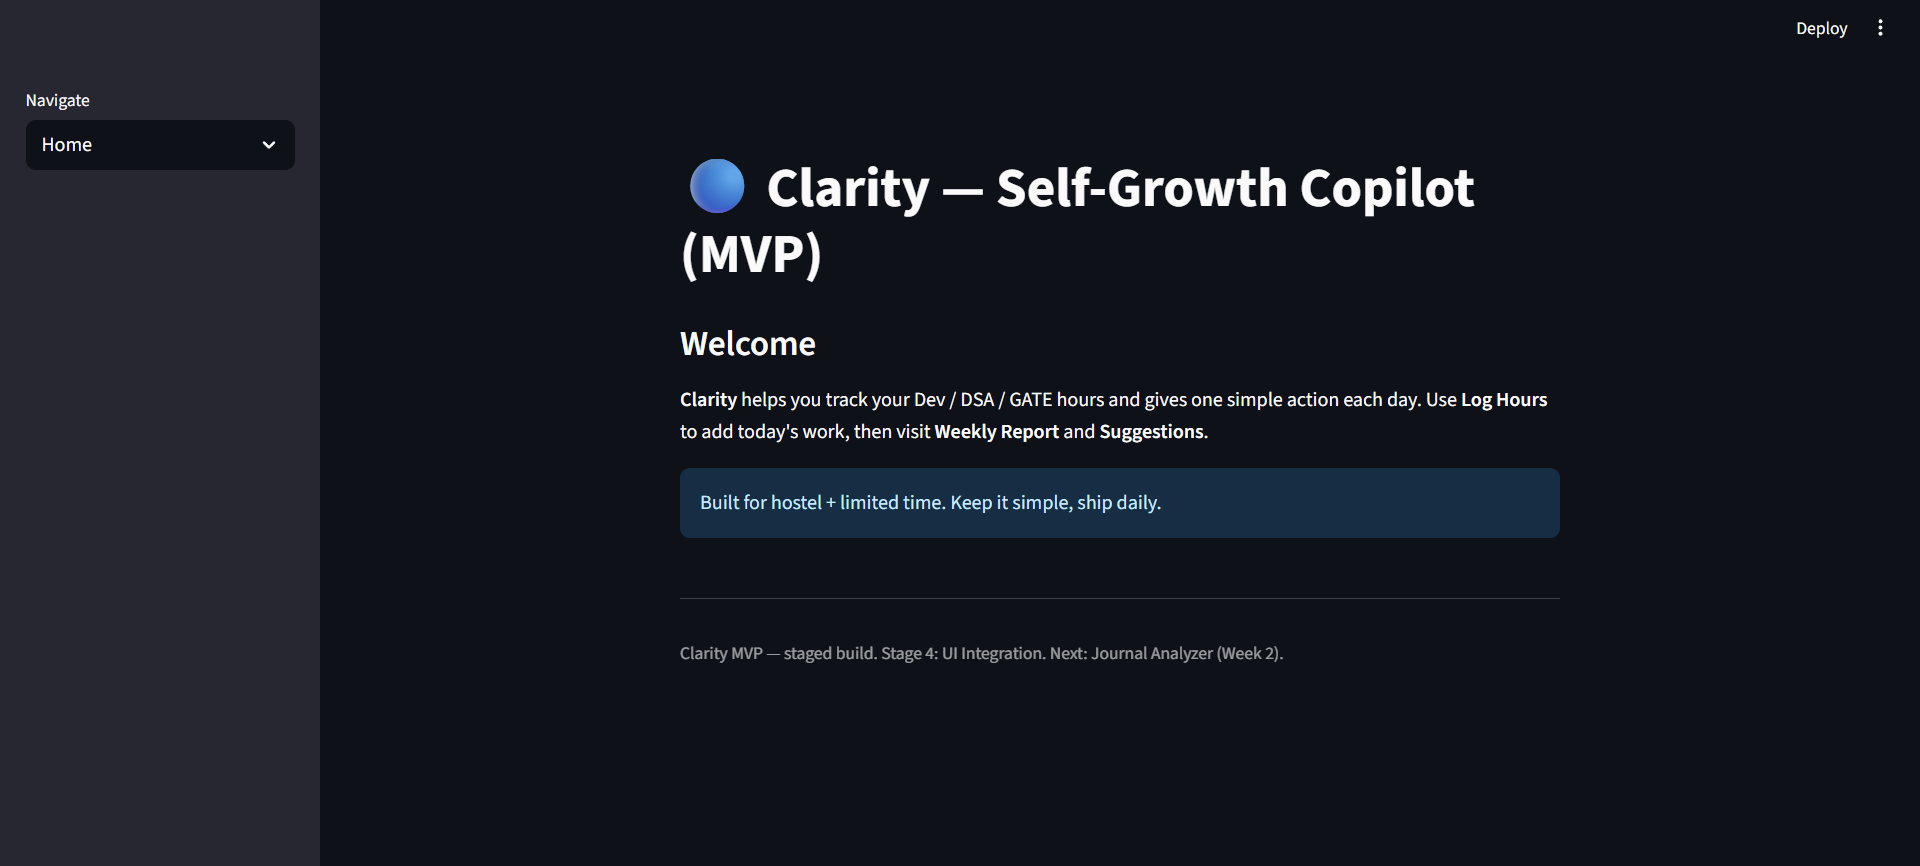 Deploy
Navigate
Home
Clarity — Self-Growth Copilot
(MVP)
Welcome
Clarity helps you track your Dev / DSA / GATE hours and gives one simple action each day. Use Log Hours
to add today's work, then visit Weekly Report and Suggestions.
Built for hostel + limited time. Keep it simple, ship daily.
Clarity MVP — staged build. Stage 4: UI Integration. Next: Journal Analyzer (Week 2).